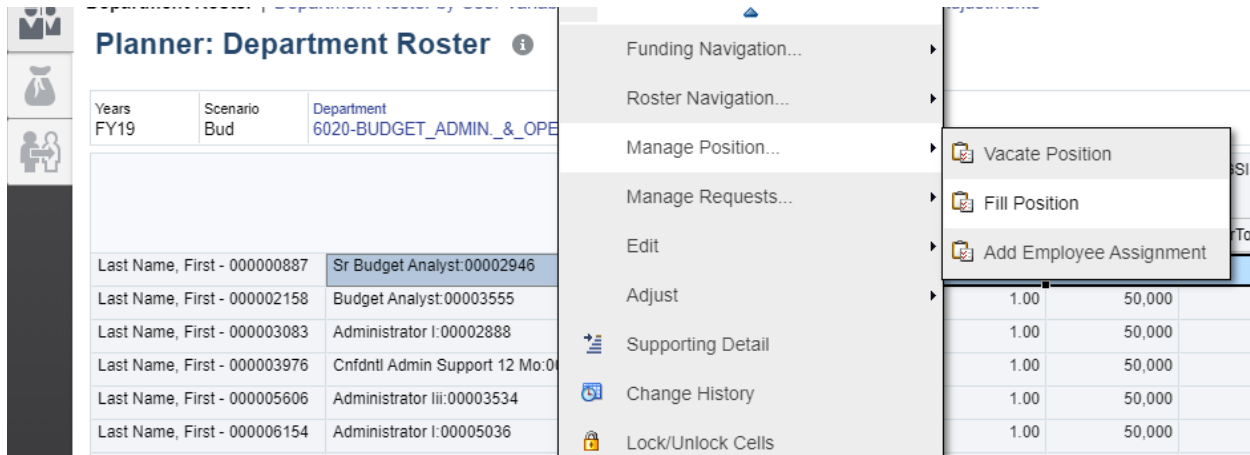 Planner: Department Roster
Years
FY19
Scenario
Bud
Department
6020-BUDGET_ADMIN._&_OPE
Last Name, First - 000000887 Sr Budget Analyst:00002946
Last Name, First - 000002158 Budget Analyst:00003555 1.00 50,000
Last Name, First - 000003083 Administrator I:00002888 1.00 50,000
Last Name, First - 000003976 Cnfdntl Admin Support 12 Mo:0 1.00 50,000
Last Name, First - 000005606 Administrator Iii:00003534 1.00 50,000
Last Name, First - 000006154 Administrator I:00005036 1.00 50,000
Funding Navigation...
Roster Navigation...
Manage Position...
Manage Requests...
Edit
Adjust
Supporting Detail
Change History
Lock/Unlock Cells
Vacate Position
Fill Position
Add Employee Assignment